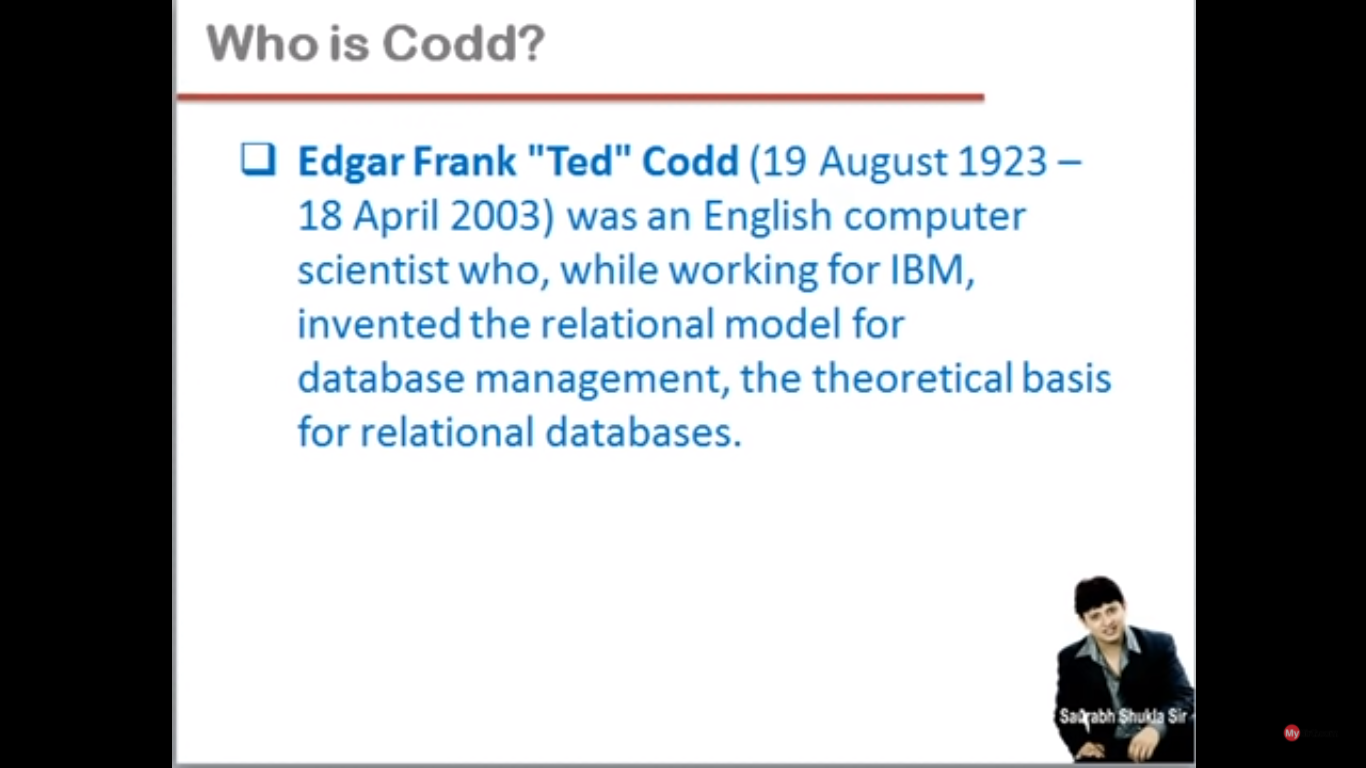 Who is Codd?
Edgar Frank "Ted" Codd (19 August 1923 –
18 April 2003) was an English computer
scientist who, while working for IBM,
invented the relational model for
database management, the theoretical basis
for relational databases.
Saurabh Shukla Sir
My